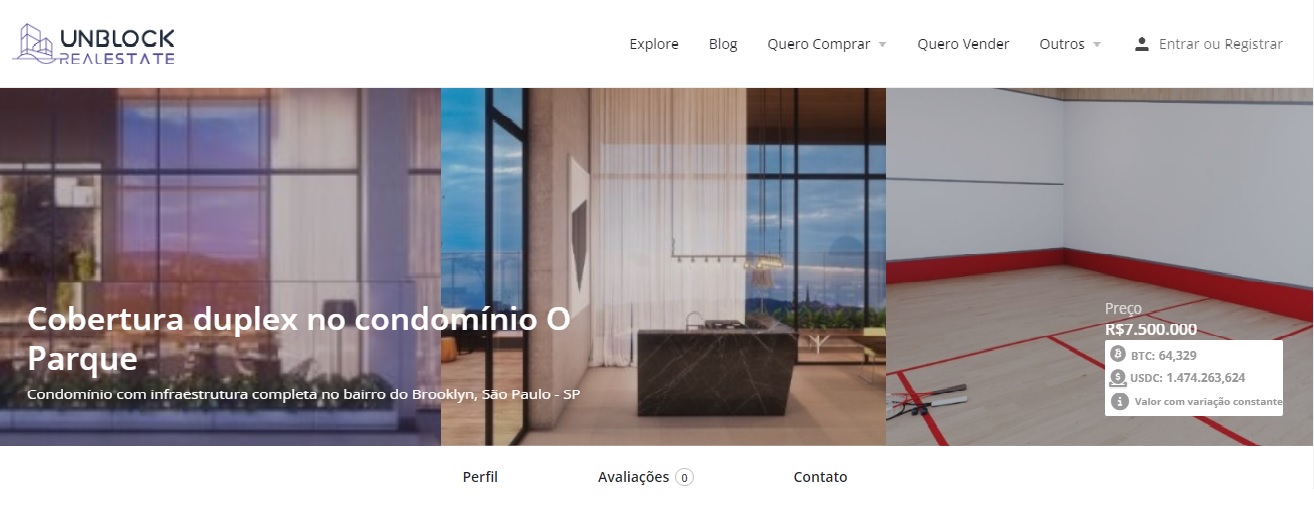 UNBLOCK
REALESTATE
Explore Blog Quero Comprar Quero Vender Outros Entrar ou Registrar
Cobertura duplex no condomínio O
Parque
Condomínio com infraestrutura completa no bairro do Brooklyn, São Paulo - SP
Preço
R$7.500.000
BTC: 64,329
USDC: 1.474.263,624
Valor com variação constante
Perfil Avaliações 0 Contato